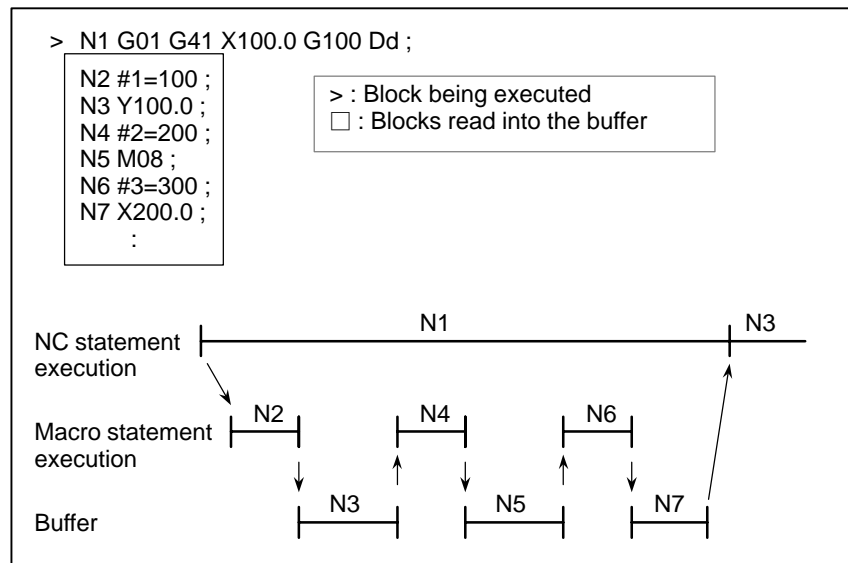 > N1 G01 G41 X100.0 G100 Dd ;
N2 #1=100 ;
N3 Y100.0 ;
N4 #2=200 ;
N5 M08 ;
N6 #3=300 ;
N7 X200.0 ;
:
> : Block being executed
□ : Blocks read into the buffer
N1 N3
NC statement
execution
N2 N4 N6
Macro statement
execution
N3 N5 N7
Buffer